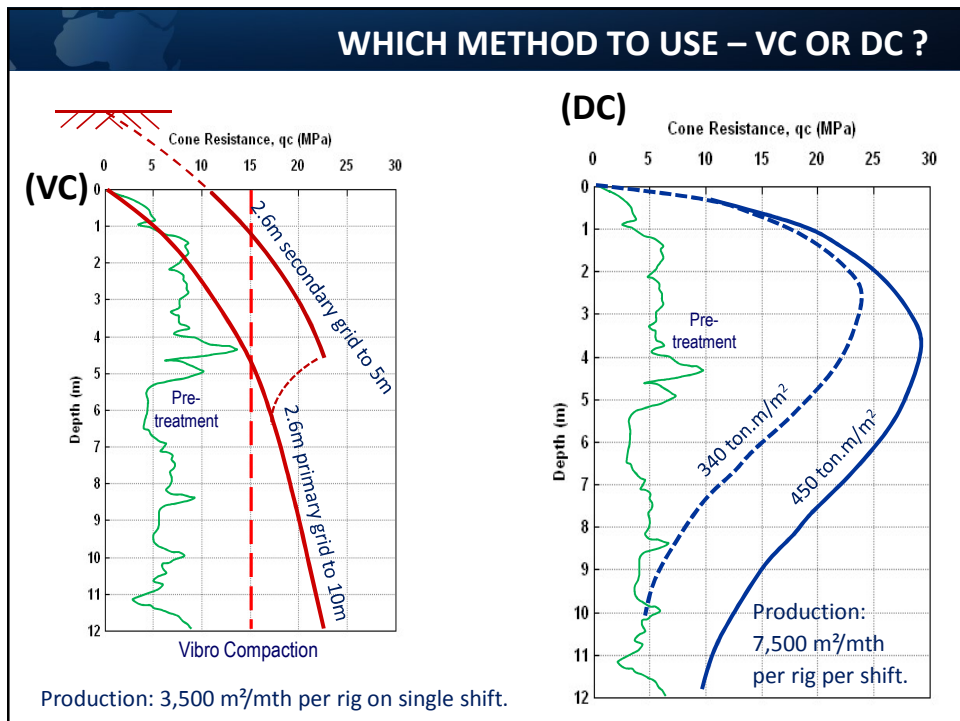 WHICH METHOD TO USE – VC OR DC ?
(VC)
Cone Resistance, qc (MPa)
0 5 10 15 20 25 30
0
1
2
3
4
5
6
7
8
9
10
11
12
Depth (m)
Pre-
treatment
2.6m secondary grid to 5m
2.6m primary grid to 10m
Vibro Compaction
Production: 3,500 m²/mth per rig on single shift.
(DC)
Cone Resistance, qc (MPa)
0 5 10 15 20 25 30
0
1
2
3
4
5
6
7
8
9
10
11
12
Depth (m)
Pre-
treatment
340 ton.m/m²
450 ton.m/m²
Production:
7,500 m²/mth
per rig per shift.